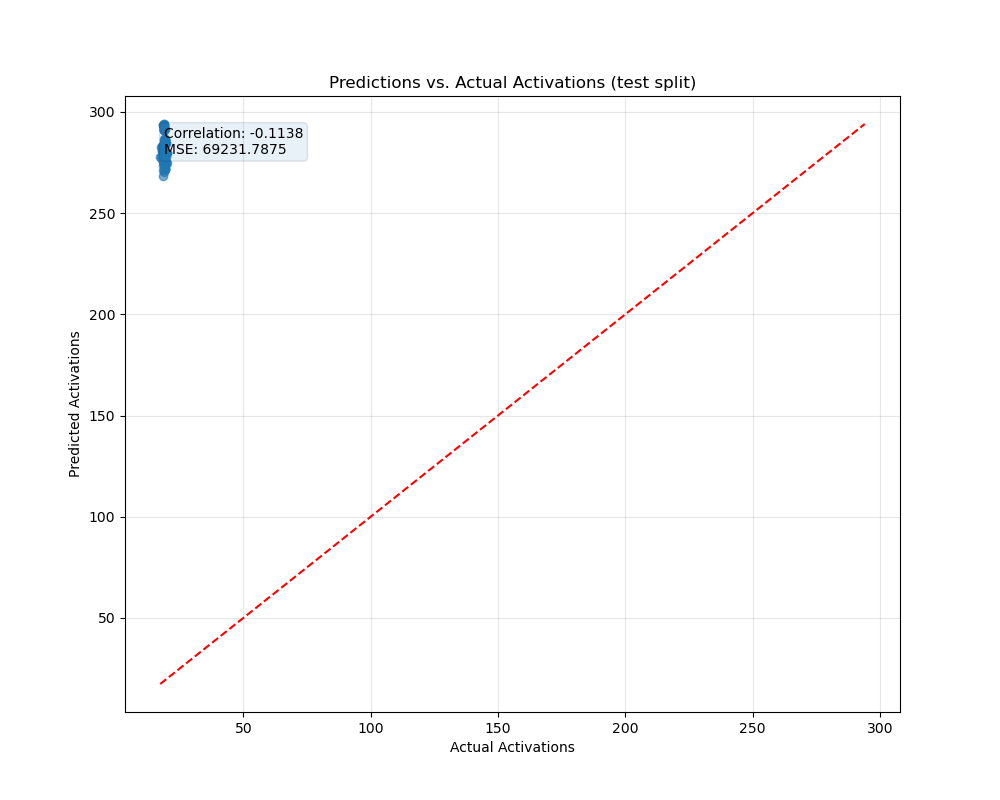 Predictions vs. Actual Activations (test split)
Correlation: -0.1138
MSE: 69231.7875
300
250
200
150
100
50
Predicted Activations
50 100 150 200 250 300
Actual Activations